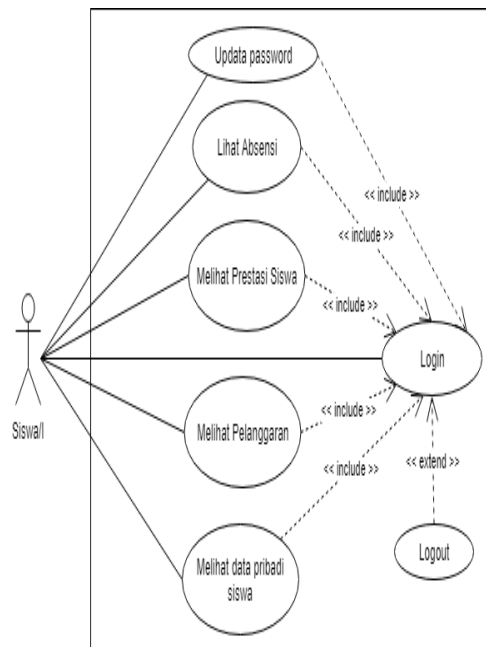 Updata password
Lihat Absensi
<< include >>
<< include >>
Melihat Prestasi Siswa
<< include >>
Login
Siswa/I
Melihat Pelanggaran
<< include >>
<< include >>
<< extend >>
Logout
Melihat data pribadi
siswa